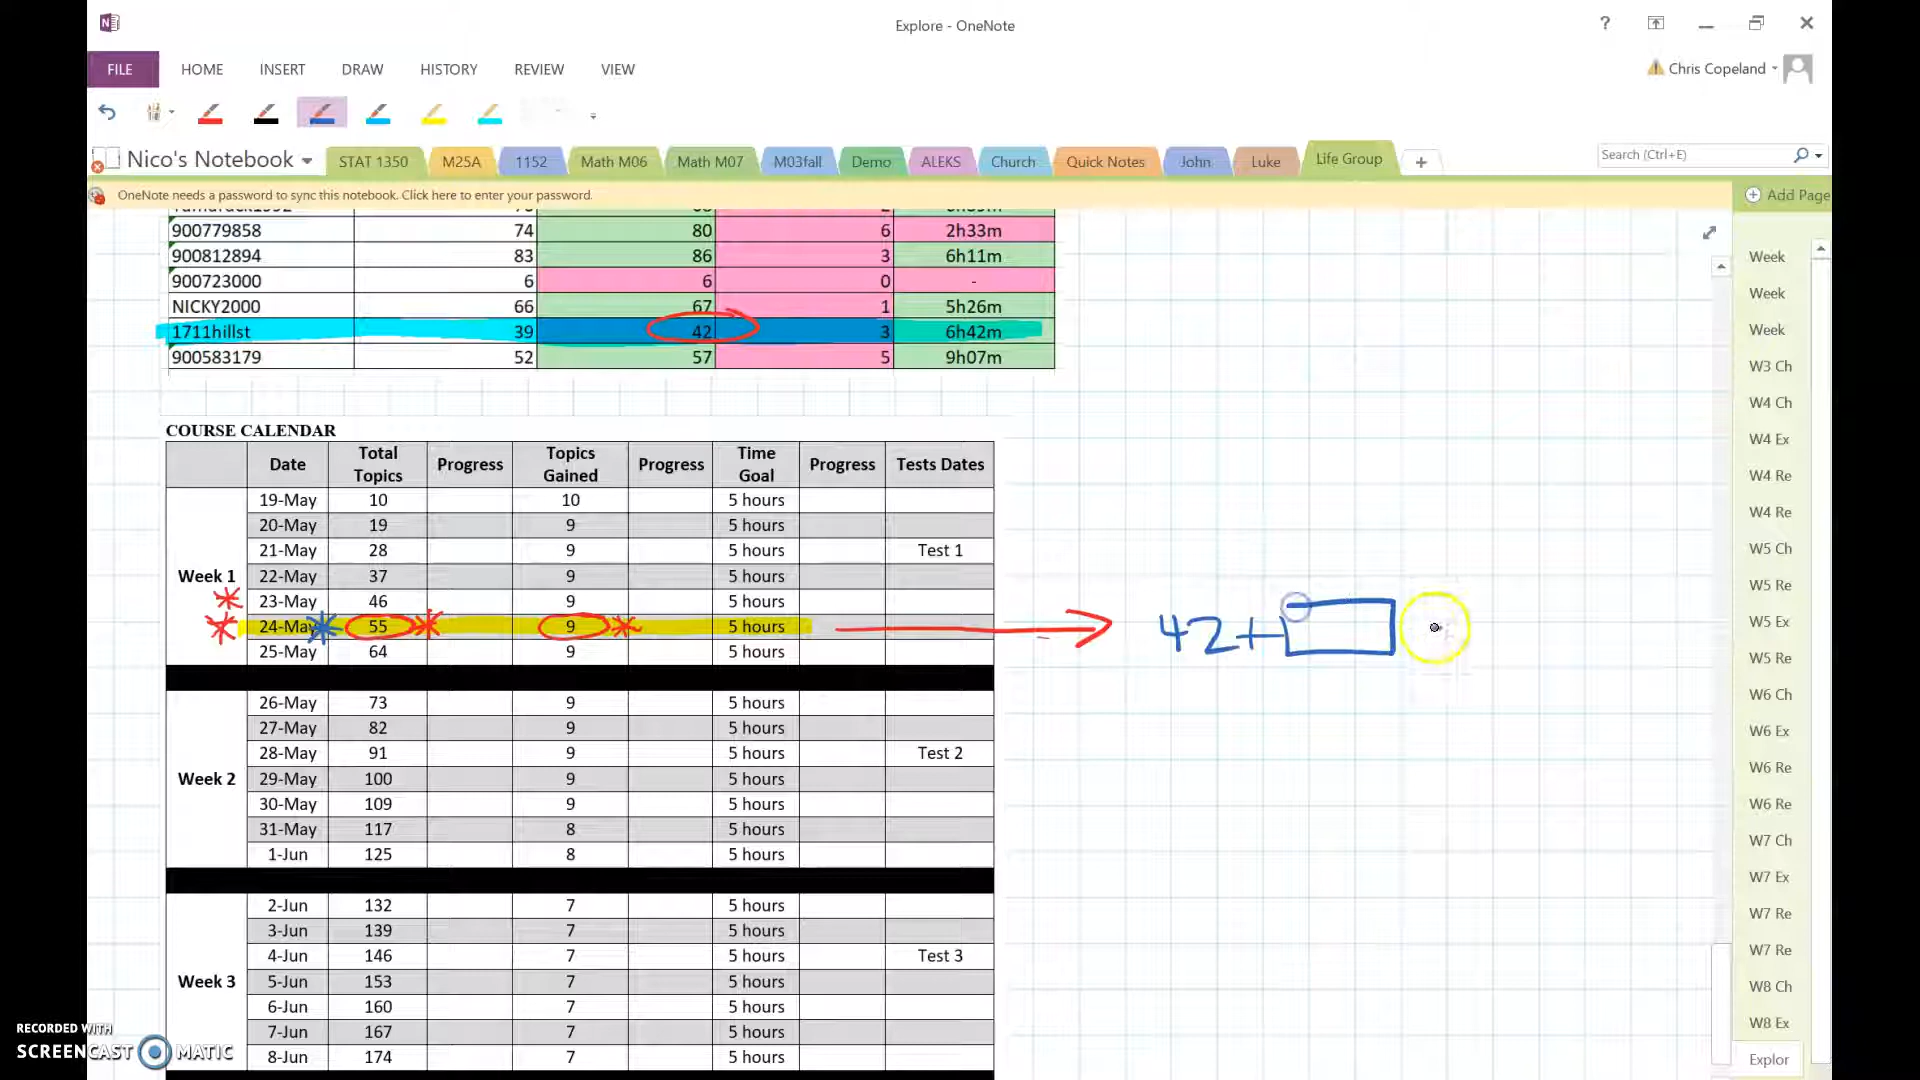 Explore - OneNote
?
FILE HOME INSERT DRAW HISTORY REVIEW VIEW
Chris Copeland
Nico's Notebook
STAT 1350 M25A 1152 Math M06 Math M07 M03fall Demo ALEKS Church Quick Notes John Luke Life Group +
Search (Ctrl+E)
OneNote needs a password to sync this notebook. Click here to enter your password.
Add Page
900779858 74 80 6 2h33m
900812894 83 86 3 6h11m
900723000 6 6 0 -
NICKY2000 66 67 1 5h26m
1711hillst 39 42 3 6h42m
900583179 52 57 5 9h07m
COURSE CALENDAR
Date Total Topics Progress Topics Gained Progress Time Goal Progress Tests Dates
Week 1
19-May 10 10 5 hours
20-May 19 9 5 hours
21-May 28 9 5 hours Test 1
22-May 37 9 5 hours
23-May 46 9 5 hours
24-May 55 9 5 hours
25-May 64 9 5 hours
42+
Week 2
26-May 73 9 5 hours
27-May 82 9 5 hours
28-May 91 9 5 hours Test 2
29-May 100 9 5 hours
30-May 109 9 5 hours
31-May 117 8 5 hours
1-Jun 125 8 5 hours
Week 3
2-Jun 132 7 5 hours
3-Jun 139 7 5 hours
4-Jun 146 7 5 hours Test 3
5-Jun 153 7 5 hours
6-Jun 160 7 5 hours
7-Jun 167 7 5 hours
8-Jun 174 7 5 hours
Week
Week
Week
W3 Ch
W4 Ch
W4 Ex
W4 Re
W4 Re
W5 Ch
W5 Re
W5 Ex
W5 Re
W6 Ch
W6 Ex
W6 Re
W6 Re
W7 Ch
W7 Ex
W7 Re
W7 Re
W8 Ch
W8 Ex
Explor
RECORDED WITH
SCREENCAST MATIC